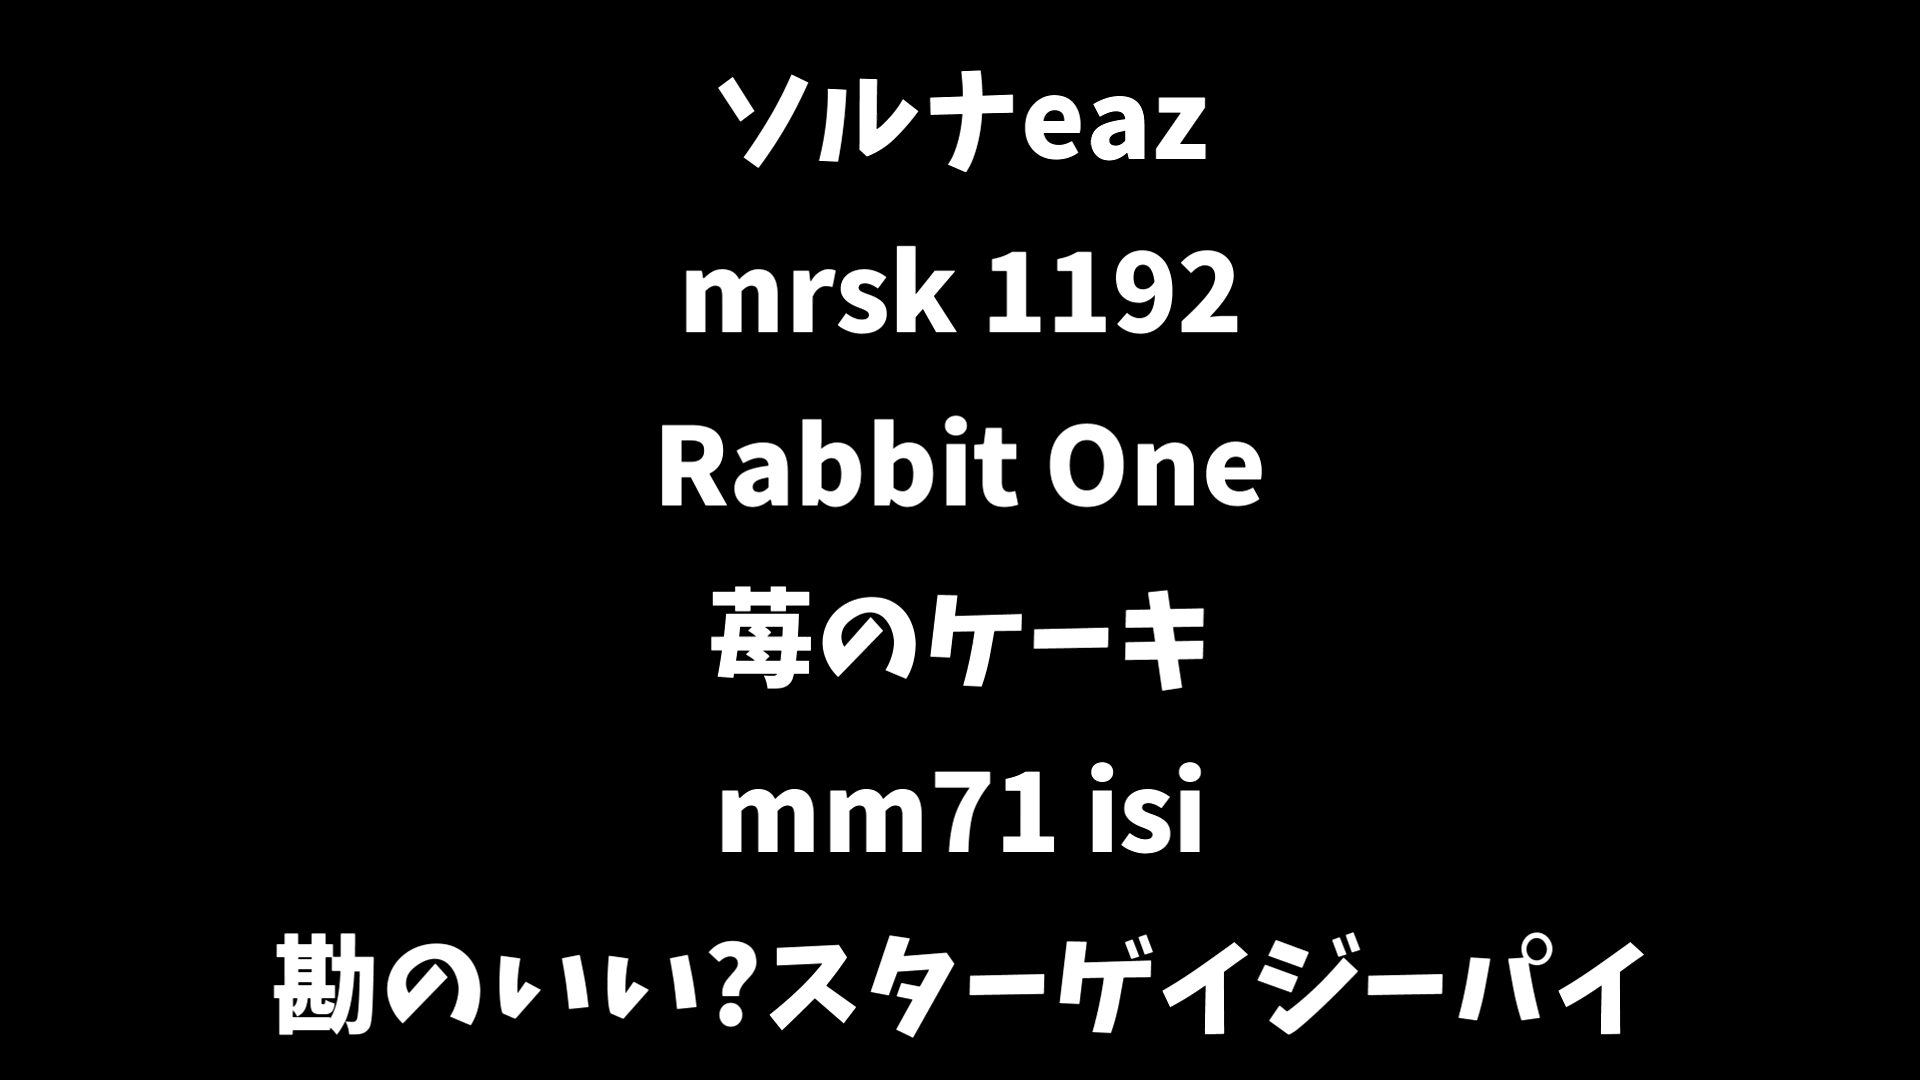 ソルナeaz
mrsk 1192
Rabbit One
苺のケーキ
mm71 isi
勘のいい?スターゲイジーパイ